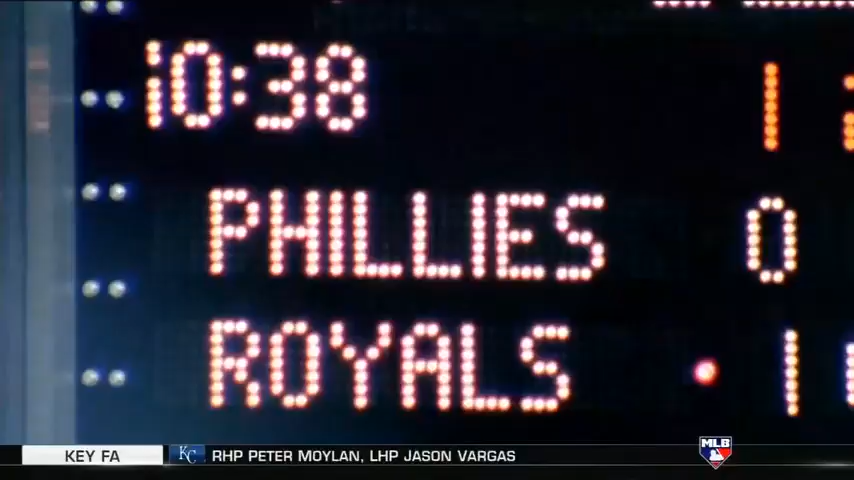 10:38 1
PHILLIES 0
ROYALS 1
KEY FA KC RHP PETER MOYLAN, LHP JASON VARGAS MLB